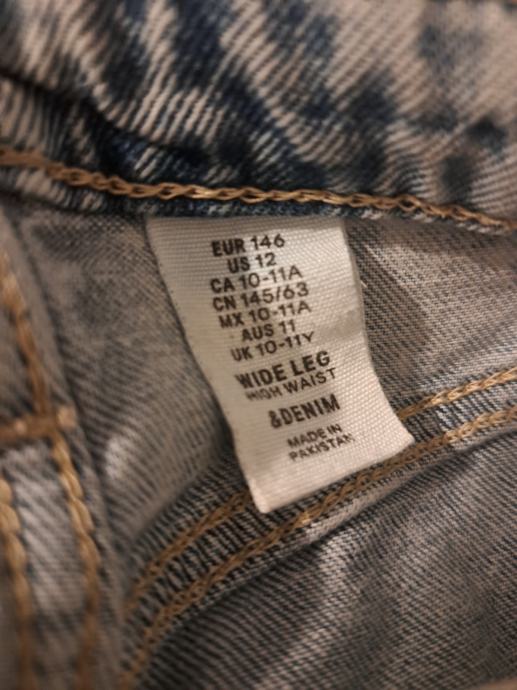 EUR 146
US 12
CA 10-11A
CN 145/63
MX 10-11A
AUS 11
UK 10-11Y
WIDE LEG
HIGH WAIST
&DENIM
MADE IN
PAKISTAN